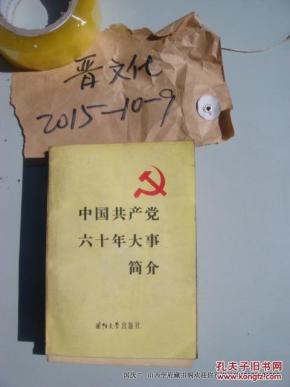 晋文化
2015-10-9
中国共产党
六十年大事
简介
国防大学出版社
孔夫子旧书网